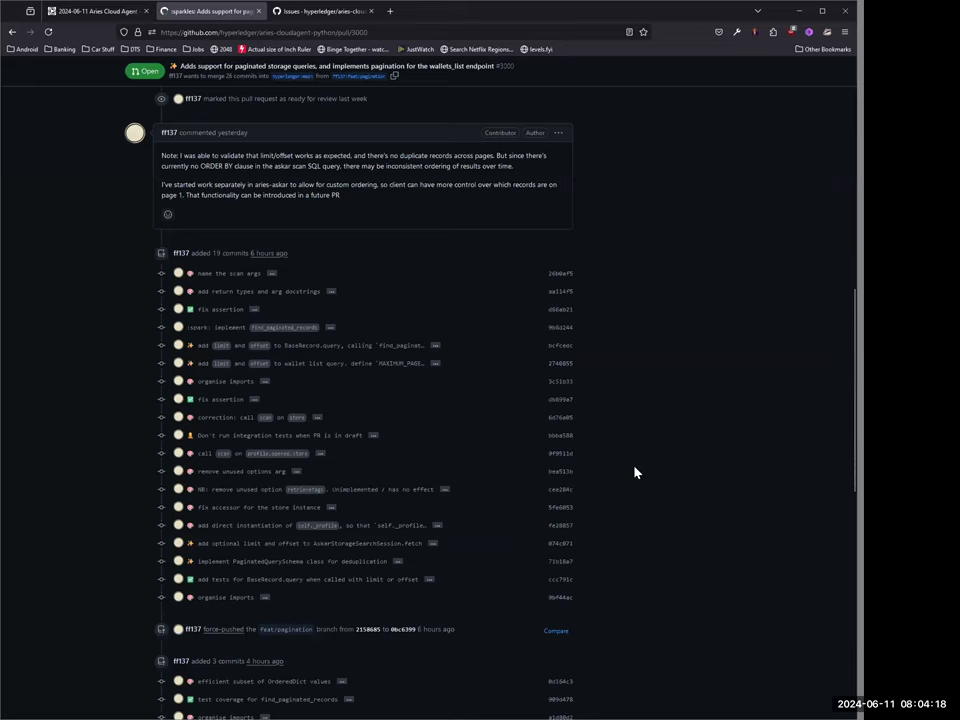 2024-06-11 Aries Cloud Agent
:sparkles: Adds support for pag
Issues · hyperledger/aries-clou
https://github.com/hyperledger/aries-cloudagent-python/pull/3000
Android Banking Car Stuff DTS Finance Jobs 2048 Actual size of Inch Ruler Binge Together - watc... JustWatch Search Netflix Regions... levels.fyi Other Bookmarks
Open
Adds support for paginated storage queries, and implements pagination for the wallets_list endpoint #3000
ff137 wants to merge 26 commits into hyperledger:main from ff137:feat/pagination
ff137 marked this pull request as ready for review last week
ff137 commented yesterday Contributor Author ...
Note: I was able to validate that limit/offset works as expected, and there's no duplicate records across pages. But since there's
currently no ORDER BY clause in the askar scan SQL query, there may be inconsistent ordering of results over time.
I've started work separately in aries-askar to allow for custom ordering, so client can have more control over which records are on
page 1. That functionality can be introduced in a future PR
ff137 added 19 commits 6 hours ago
name the scan args ... 26b0af5
add return types and arg docstrings ... aa114f5
fix assertion ... d66ab21
:spark: implement find_paginated_records ... 9b6d244
add limit and offset to BaseRecord.query, calling `find_paginat… ... bcfcedc
add limit and offset to wallet list query. define `MAXIMUM_PAGE… ... 2740855
organise imports ... 3c51b33
fix assertion ... db899a7
correction: call scan on store ... 6d76a05
Don't run integration tests when PR is in draft ... bbba588
call scan on profile.opened.store ... 0f9511d
remove unused options arg ... bea513b
NB: remove unused option retrieveTags. Unimplemented / has no effect ... cee284c
fix accessor for the store instance ... 5fe6053
add direct instantiation of self._profile, so that `self._profile… ... fe28857
add optional limit and offset to AskarStorageSearchSession.fetch ... 074c071
implement PaginatedQuerySchema class for deduplication ... 71b18a7
add tests for BaseRecord.query when called with limit or offset ... ccc791c
organise imports ... 9bf44ac
ff137 force-pushed the feat/pagination branch from 2158685 to 0bc6399 6 hours ago Compare
ff137 added 3 commits 4 hours ago
efficient subset of OrderedDict values ... 0d164c3
test coverage for find_paginated_records ... 909d478
organise imports ... a1d80d2
2024-06-11 08:04:18